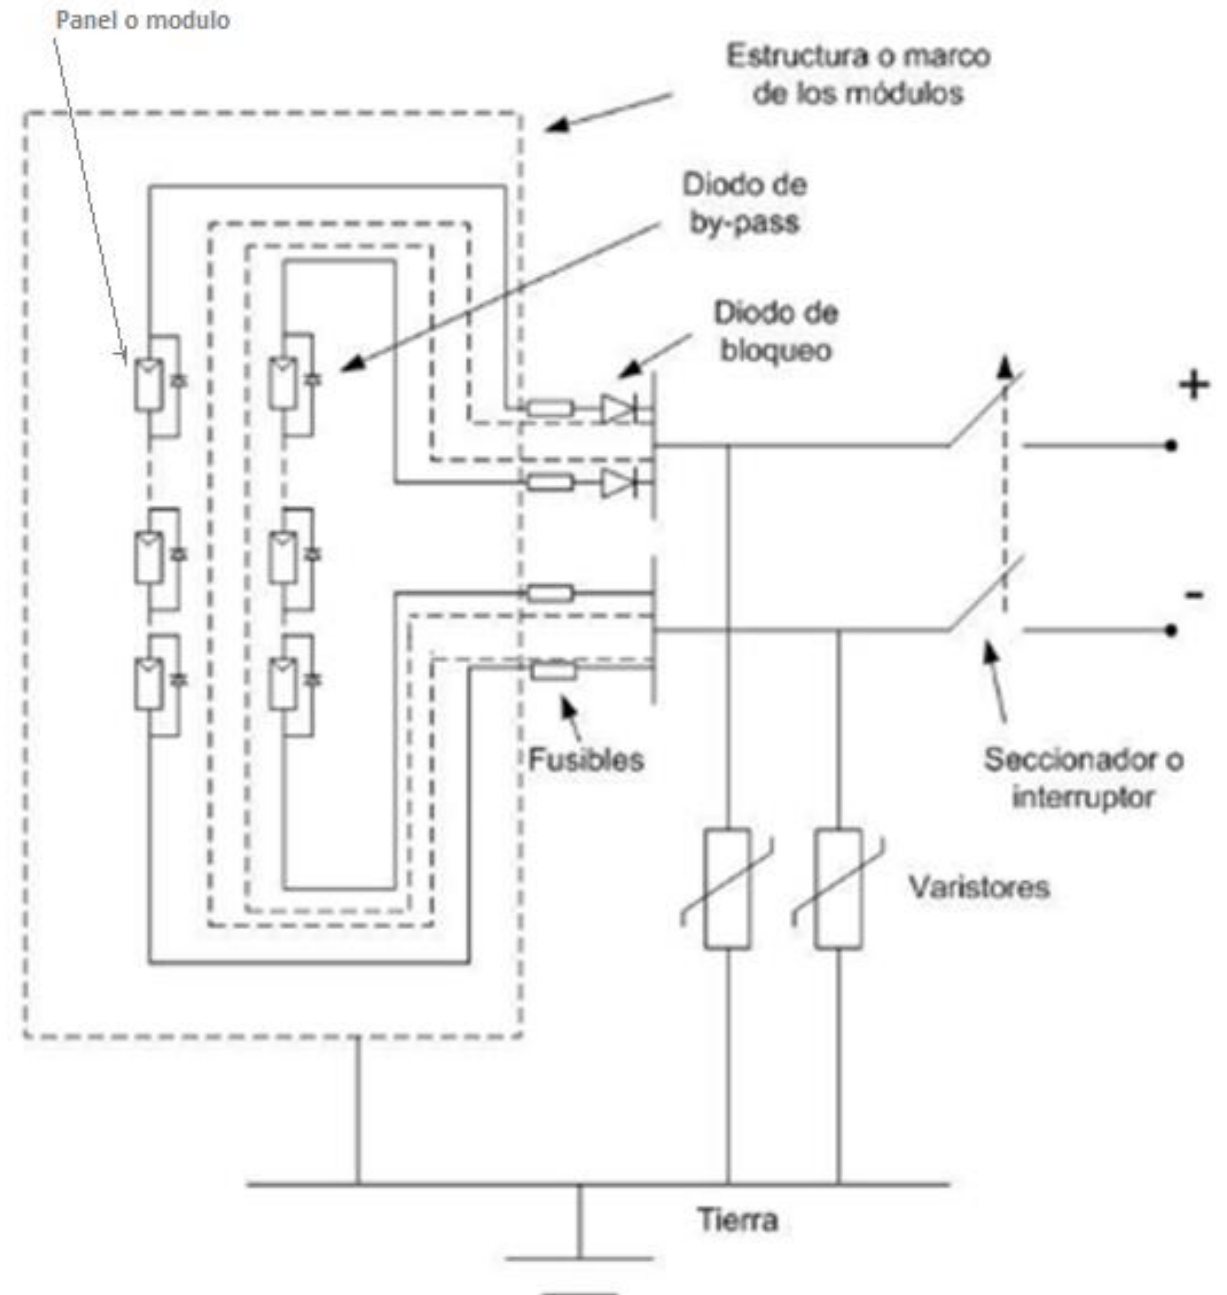 Panel o modulo
Estructura o marco
de los módulos
Diodo de
by-pass
Diodo de
bloqueo
+
-
Fusibles
Seccionador o
interruptor
Varistores
Tierra